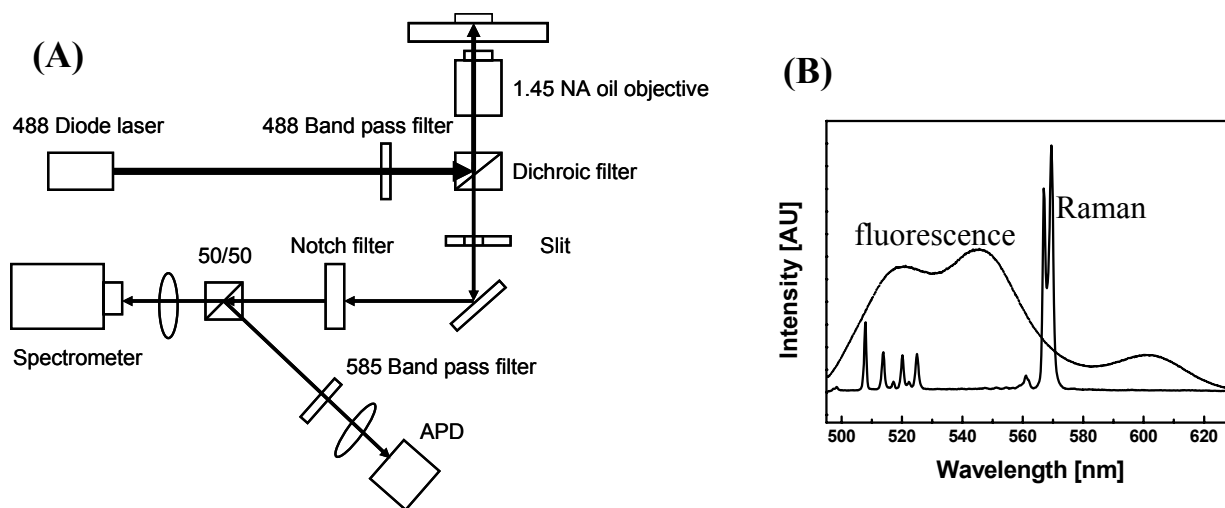 (A)
1.45 NA oil objective
488 Diode laser
488 Band pass filter
Dichroic filter
Notch filter
Slit
50/50
Spectrometer
585 Band pass filter
APD
(B)
Intensity [AU]
fluorescence
Raman
500 520 540 560 580 600 620
Wavelength [nm]